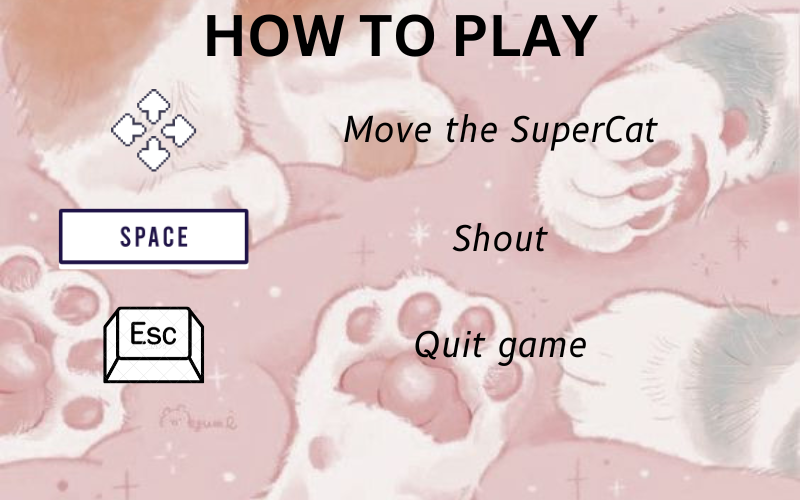 HOW TO PLAY
Move the SuperCat
SPACE
Shout
Esc
Quit game